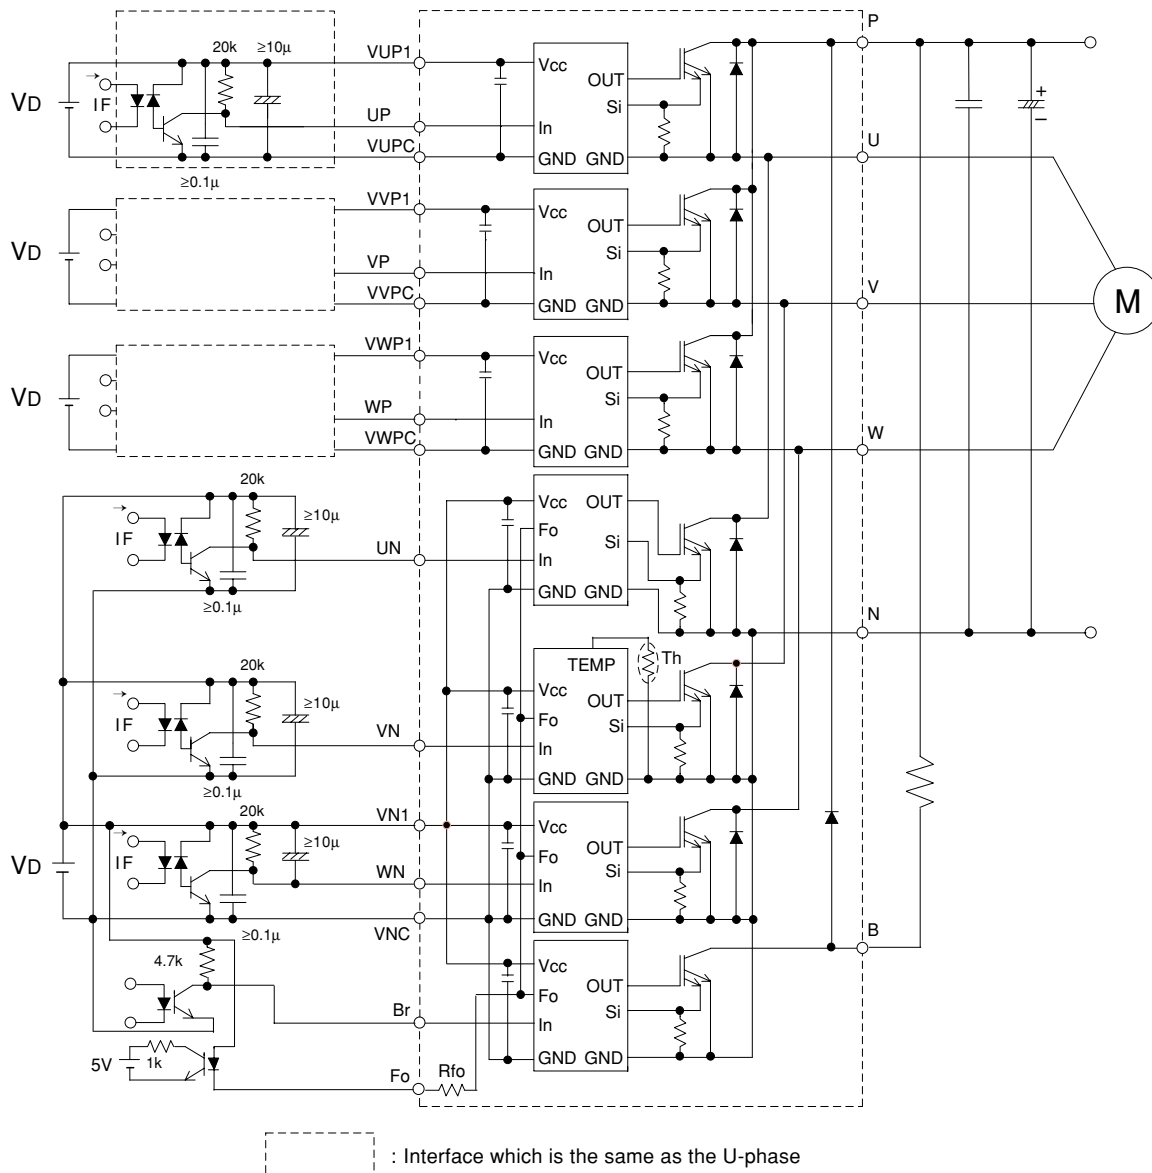 P
20k
≥10µ
VUP1
Vcc
OUT
Si
In
GND
GND
VD
IF
+
–
UP
VUPC
U
≥0.1µ
VVP1
Vcc
OUT
Si
In
GND
GND
VD
VP
VVPC
V
M
VWP1
Vcc
OUT
Si
In
GND
GND
VD
WP
VWPC
W
20k
≥10µ
IF
UN
Vcc
OUT
Fo
Si
In
GND
GND
≥0.1µ
N
TEMP
Th
20k
≥10µ
IF
VN
Vcc
OUT
Fo
Si
In
GND
GND
≥0.1µ
20k
≥10µ
VN1
Vcc
OUT
Fo
Si
In
GND
GND
VD
IF
WN
VNC
≥0.1µ
B
4.7k
Vcc
OUT
Fo
Si
In
GND
GND
Br
5V
1k
Fo
Rfo
: Interface which is the same as the U-phase